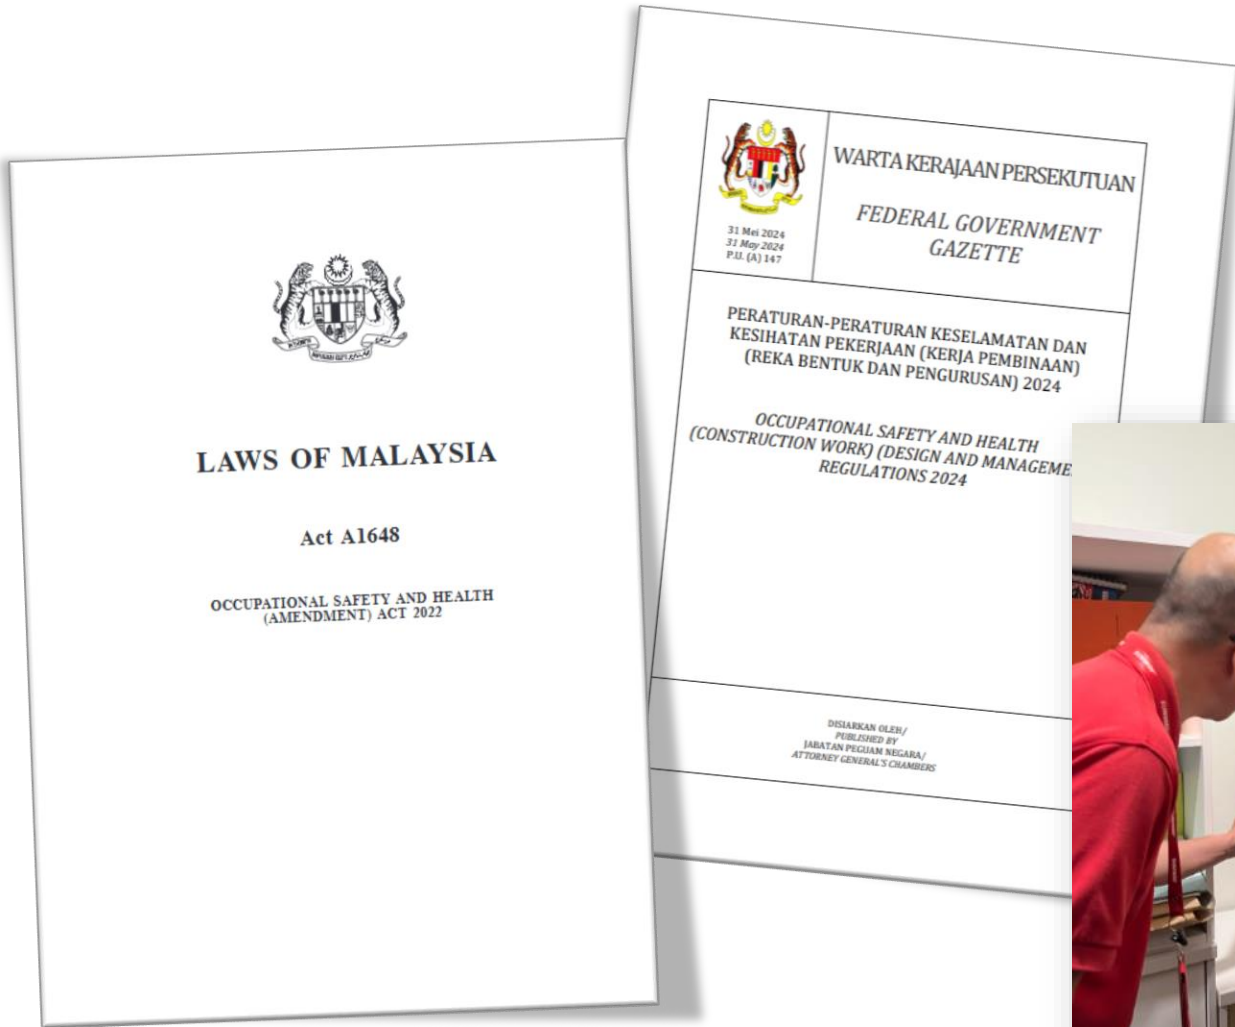 LAWS OF MALAYSIA
Act A1648
OCCUPATIONAL SAFETY AND HEALTH
(AMENDMENT) ACT 2022
31 Mei 2024
31 May 2024
P.U. (A) 147
WARTA KERAJAAN PERSEKUTUAN
FEDERAL GOVERNMENT
GAZETTE
PERATURAN-PERATURAN KESELAMATAN DAN
KESIHATAN PEKERJAAN (KERJA PEMBINAAN)
(REKA BENTUK DAN PENGURUSAN) 2024
OCCUPATIONAL SAFETY AND HEALTH
(CONSTRUCTION WORK) (DESIGN AND MANAGEME
REGULATIONS 2024
DISIARKAN OLEH/
PUBLISHED BY
JABATAN PEGUAM NEGARA/
ATTORNEY GENERAL'S CHAMBERS